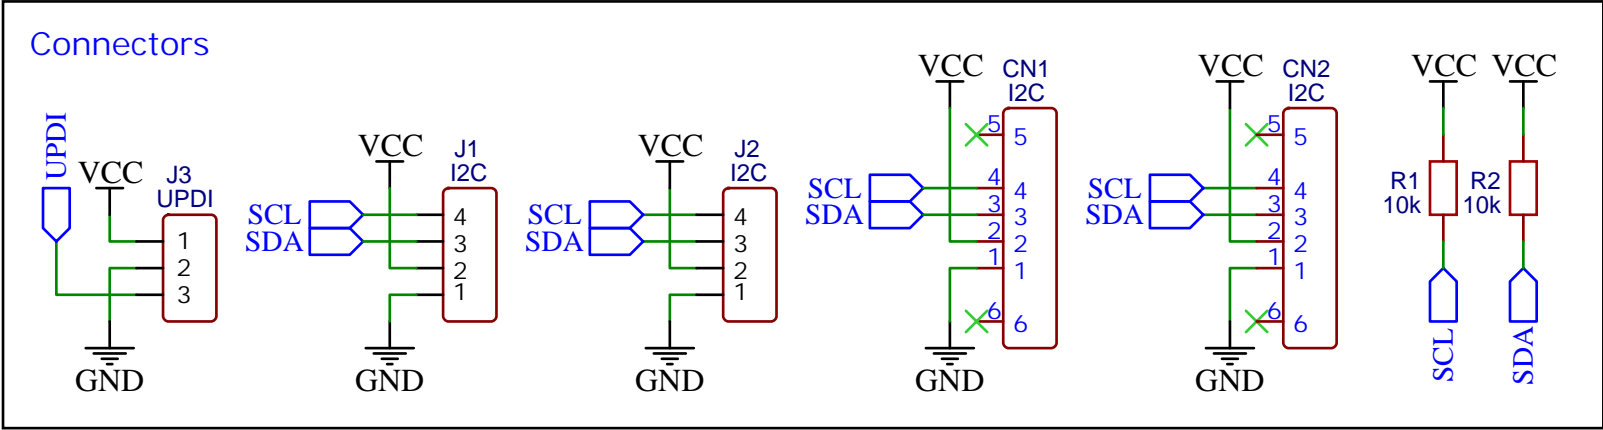 Connectors
UPDI
VCC
J3
UPDI
1
2
3
GND
VCC
J1
I2C
SCL
SDA
4
3
2
1
GND
VCC
J2
I2C
SCL
SDA
4
3
2
1
GND
VCC
CN1
I2C
5 5
SCL
SDA
4 4
3 3
2 2
1 1
6 6
GND
VCC
CN2
I2C
5 5
SCL
SDA
4 4
3 3
2 2
1 1
6 6
GND
VCC
R1
10k
SCL
VCC
R2
10k
SDA